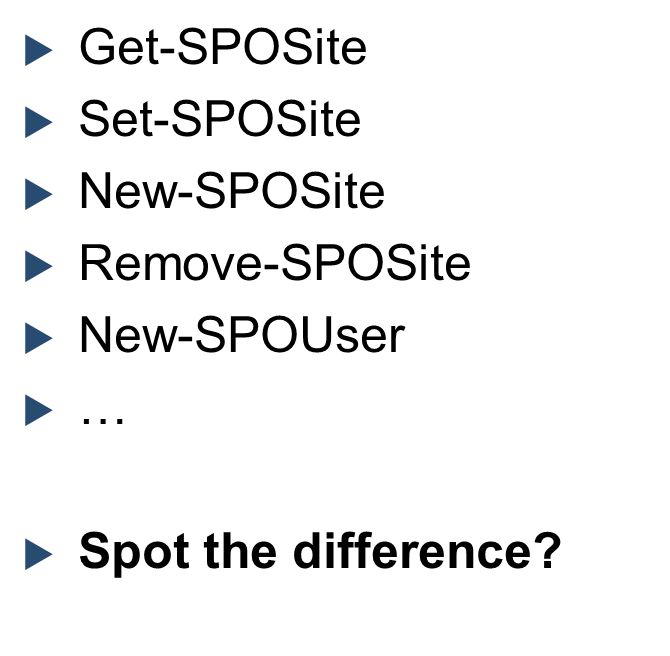 Get-SPOSite
Set-SPOSite
New-SPOSite
Remove-SPOSite
New-SPOUser
…
Spot the difference?